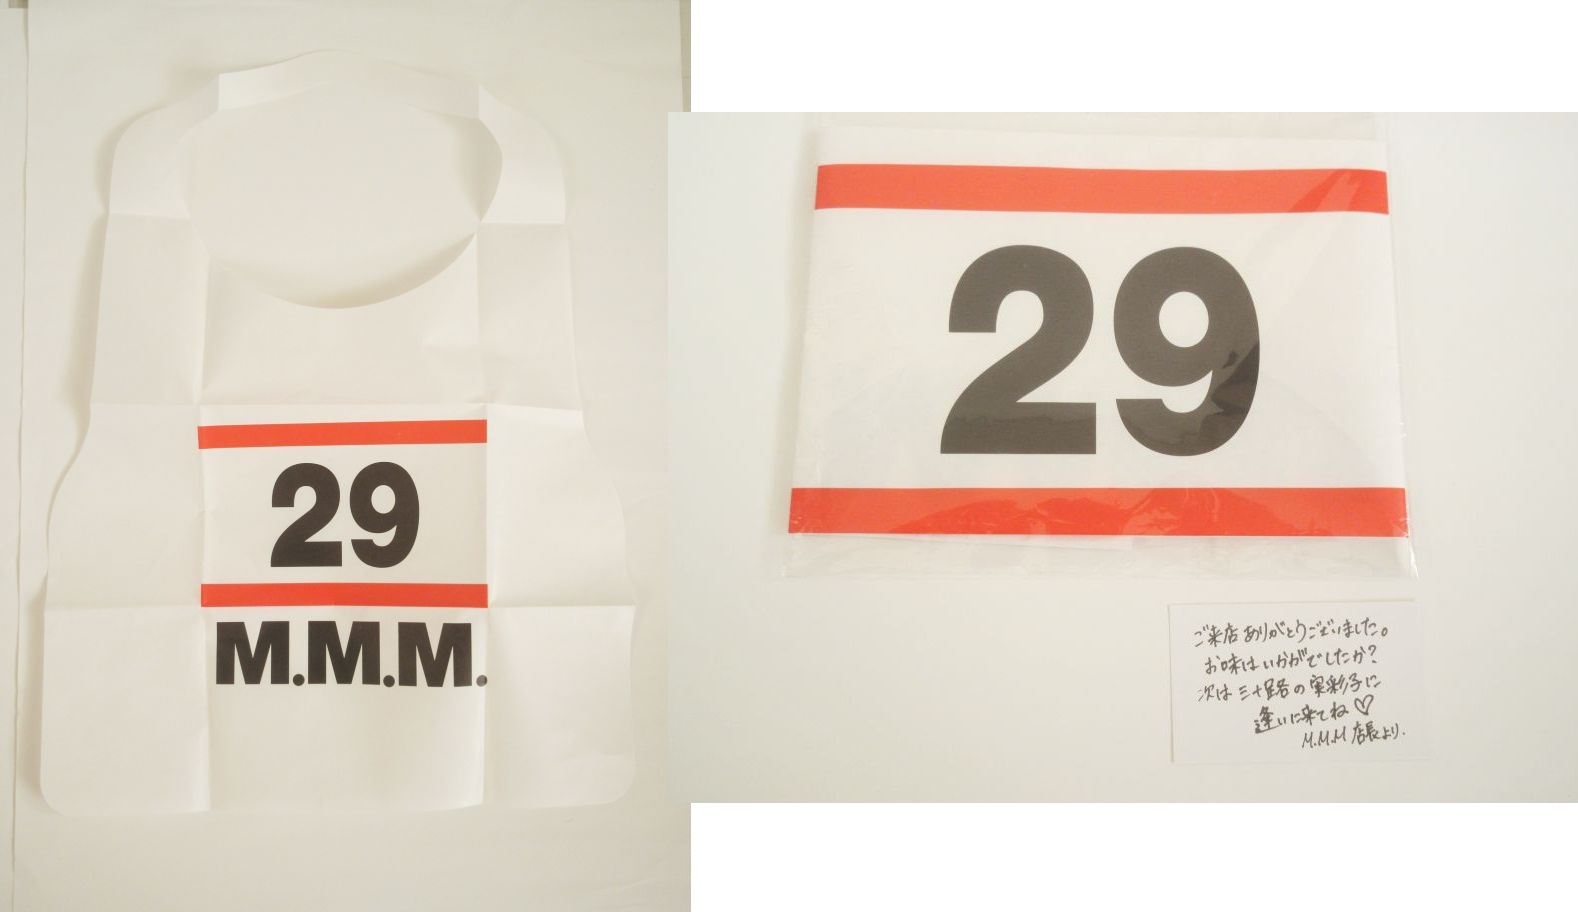 29
M.M.M.
29
ご来店ありがとうございました。
お味はいかがでしたか?
次は三十路の実彩子に
逢いに来てね♡
M.M.M 店長より.